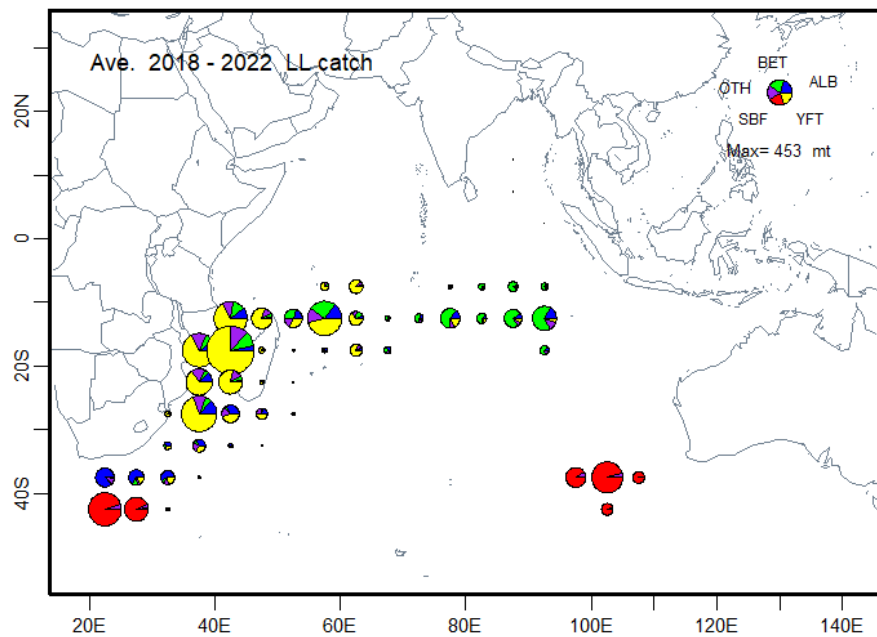 Ave. 2018 - 2022 LL catch
BET
OTH
ALB
SBF
YFT
Max= 453 mt
20N
0
20S
40S
20E
40E
60E
80E
100E
120E
140E